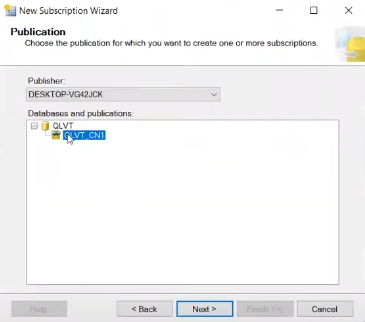 New Subscription Wizard
Publication
Choose the publication for which you want to create one or more subscriptions.
Publisher:
DESKTOP-VG42JCK
Databases and publications:
QLVT
QLVT_CN1
Help
< Back
Next >
Finish >>|
Cancel